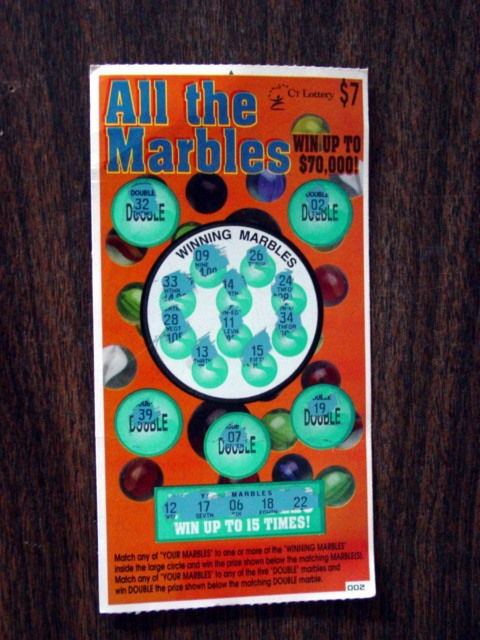 CT Lottery $7
All the
Marbles
WIN UP TO
$70,000!
DOUBLE
32
DOUBLE
DOUBLE
02
DOUBLE
WINNING MARBLES
09
NINE
26
33
14
24
28
11
34
13
15
39
DOUBLE
07
DOUBLE
19
DOUBLE
MARBLES
12 17 06 18 22
SEVTN SIX
WIN UP TO 15 TIMES!
Match any of "YOUR MARBLES" to one or more of the "WINNING MARBLES"
inside the large circle and win the prize shown below the matching MARBLE(S).
Match any of "YOUR MARBLES" to any of the five "DOUBLE" marbles and
win DOUBLE the prize shown below the matching DOUBLE marble.
002